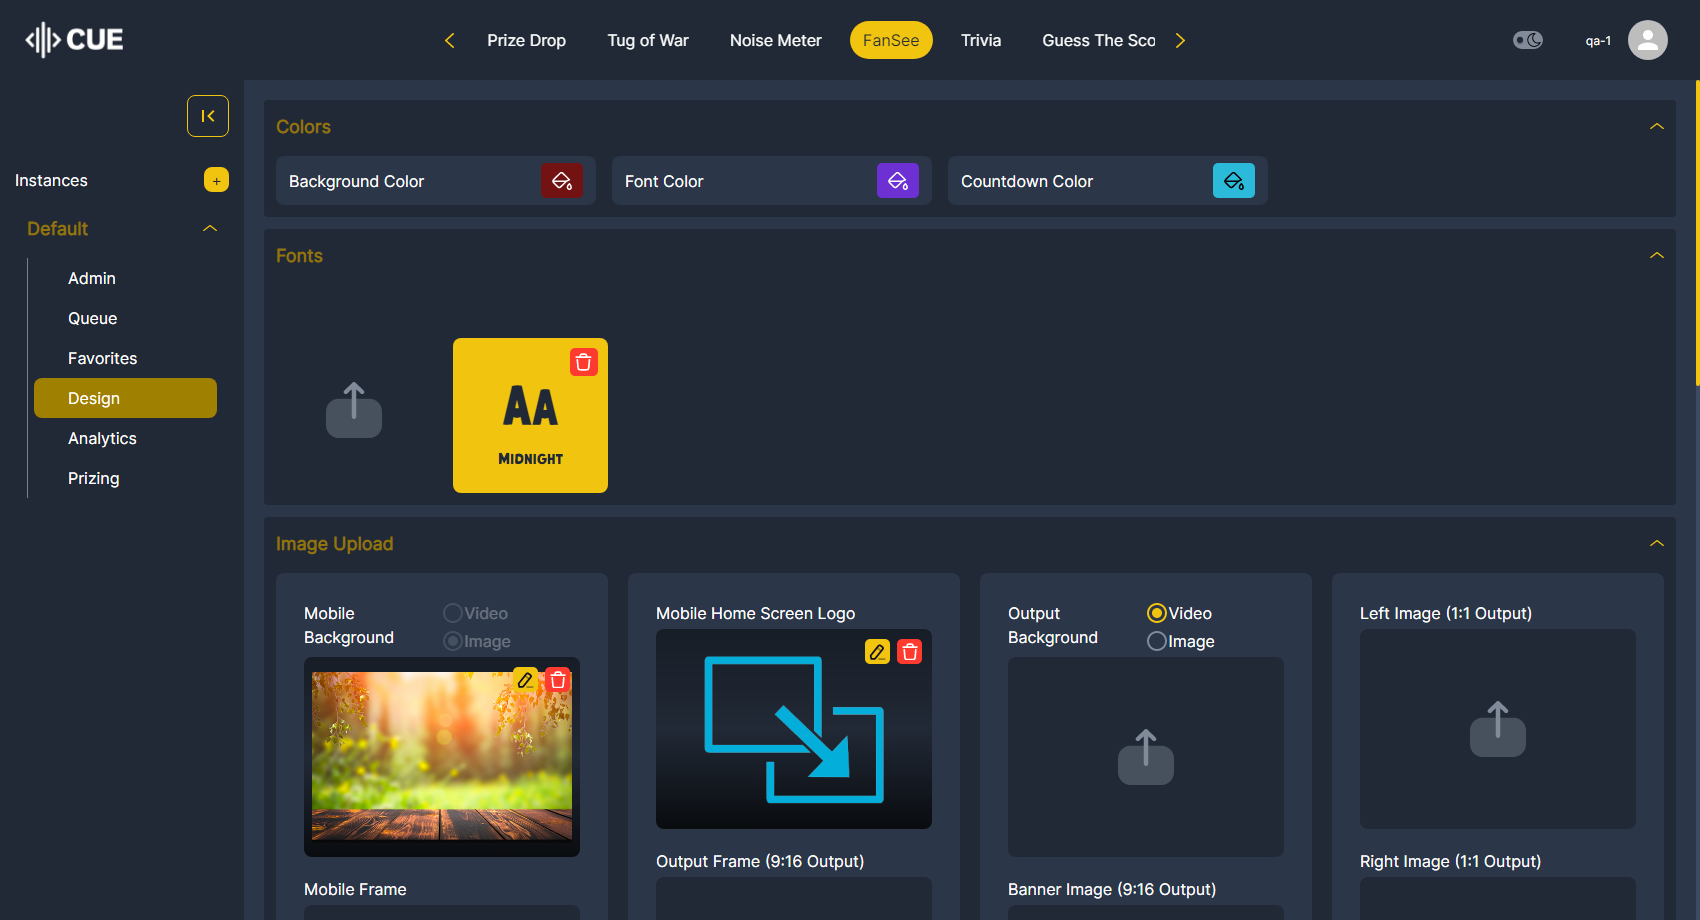 CUE
Prize Drop
Tug of War
Noise Meter
FanSee
Trivia
Guess The Sco
qa-1
Instances
+
Default
Admin
Queue
Favorites
Design
Analytics
Prizing
Colors
Background Color
Font Color
Countdown Color
Fonts
AA
MIDNIGHT
Image Upload
Mobile
Background
Video
Image
Mobile Home Screen Logo
Output
Background
Video
Image
Left Image (1:1 Output)
Mobile Frame
Output Frame (9:16 Output)
Banner Image (9:16 Output)
Right Image (1:1 Output)